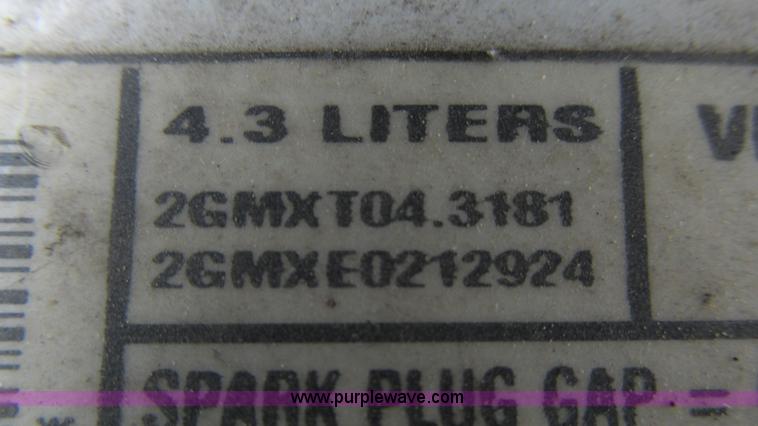 4.3 LITERS
2GMXT04.3181
2GMXE0212924
SPARK PLUG GAP =
www.purplewave.com